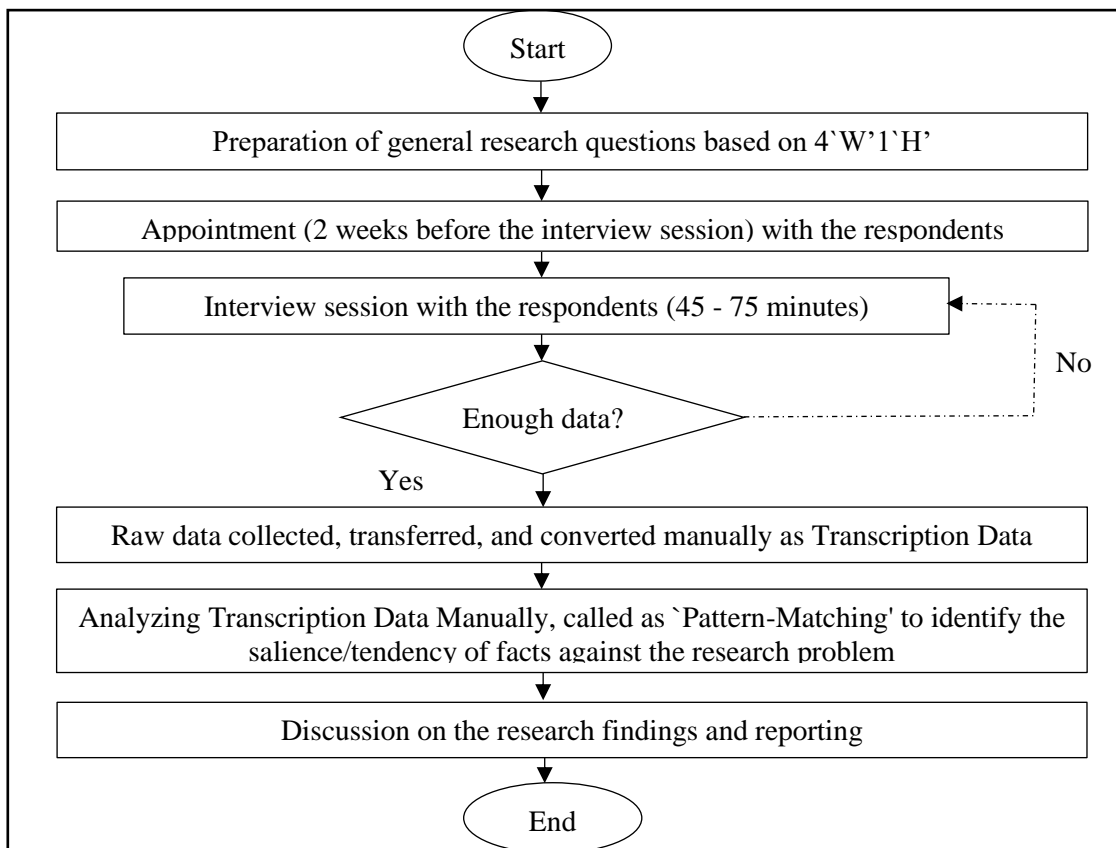 Start
Preparation of general research questions based on 4`W’1`H’
Appointment (2 weeks before the interview session) with the respondents
Interview session with the respondents (45 - 75 minutes)
No
Enough data?
Yes
Raw data collected, transferred, and converted manually as Transcription Data
Analyzing Transcription Data Manually, called as `Pattern-Matching' to identify the
salience/tendency of facts against the research problem
Discussion on the research findings and reporting
End